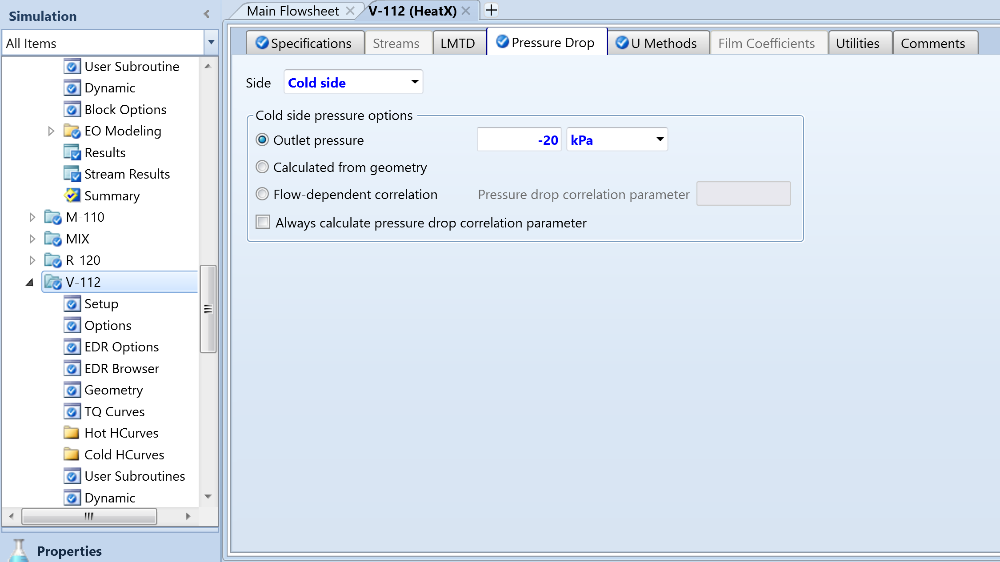 Simulation
All Items
User Subroutine
Dynamic
Block Options
EO Modeling
Results
Stream Results
Summary
M-110
MIX
R-120
V-112
Setup
Options
EDR Options
EDR Browser
Geometry
TQ Curves
Hot HCurves
Cold HCurves
User Subroutines
Dynamic
Properties
Main Flowsheet
V-112 (HeatX)
Specifications
Streams
LMTD
Pressure Drop
U Methods
Film Coefficients
Utilities
Comments
Side Cold side
Cold side pressure options
Outlet pressure -20 kPa
Calculated from geometry
Flow-dependent correlation Pressure drop correlation parameter
Always calculate pressure drop correlation parameter